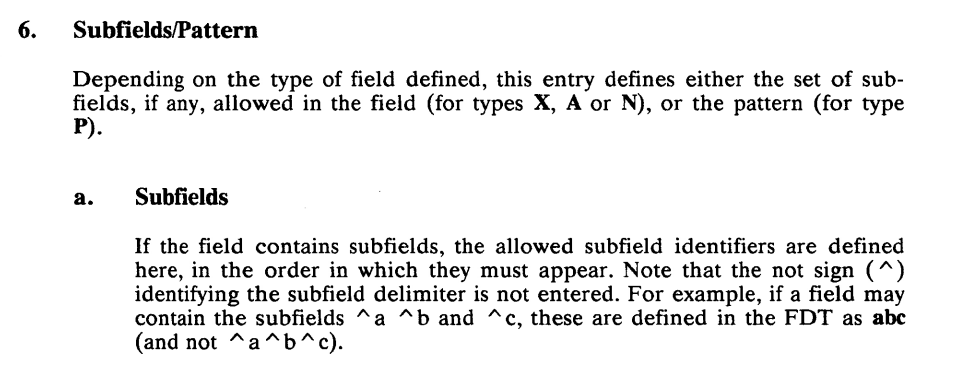 6. Subfields/Pattern
Depending on the type of field defined, this entry defines either the set of sub-
fields, if any, allowed in the field (for types X, A or N), or the pattern (for type
P).
a. Subfields
If the field contains subfields, the allowed subfield identifiers are defined
here, in the order in which they must appear. Note that the not sign (^)
identifying the subfield delimiter is not entered. For example, if a field may
contain the subfields ^a ^b and ^c, these are defined in the FDT as abc
(and not ^a^b^c).